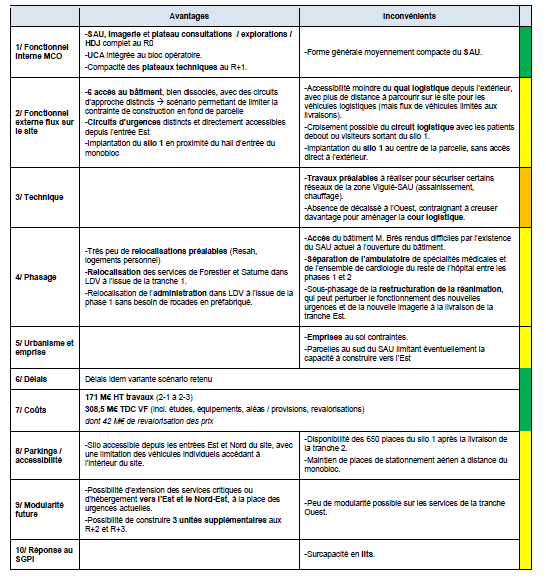 Avantages
Inconvénients
1/ Fonctionnel
interne MCO
-SAU, Imagerie et plateau consultations / explorations /
HDJ complet au R0
-UCA intégrée au bloc opératoire.
-Compacité des plateaux techniques au R+1.
-Forme générale moyennement compacte du SAU.
2/ Fonctionnel
externe flux sur
le site
-6 accès au bâtiment, bien dissociés, avec des circuits
d'approche distincts → scénario permettant de limiter la
contrainte de construction en fond de parcelle
-Circuits d'urgences distincts et directement accessibles
depuis l'entrée Est
-Implantation du silo 1 en proximité du hall d'entrée du
monobloc
-Accessibilité moindre du quai logistique depuis l'extérieur,
avec plus de distance à parcourir sur le site pour les
véhicules logistiques (mais flux de véhicules limités aux
livraisons).
-Croisement possible du circuit logistique avec les patients
debout ou visiteurs sortant du silo 1.
-Implantation du silo 1 au centre de la parcelle, sans accès
direct à l'extérieur.
3/ Technique
-Travaux préalables à réaliser pour sécuriser certains
réseaux de la zone Viguié-SAU (assainissement,
chauffage).
-Absence de décaissé à l'Ouest, contraignant à creuser
davantage pour aménager la cour logistique.
4/ Phasage
-Très peu de relocalisations préalables (Resah,
logements personnel)
-Relocalisation des services de Forestier et Saturne dans
LDV à l'issue de la tranche 1.
-Relocalisation de l'administration dans LDV à l'issue de la
phase 1 sans besoin de rocades en préfabriqué.
-Accès du bâtiment M. Brès rendus difficiles par l'existence
du SAU actuel à l'ouverture du bâtiment.
-Séparation de l'ambulatoire de spécialités médicales et
de l'ensemble de cardiologie du reste de l'hôpital entre les
phases 1 et 2
-Sous-phasage de la restructuration de la réanimation,
qui peut perturber le fonctionnement des nouvelles
urgences et de la nouvelle imagerie à la livraison de la
tranche Est.
5/ Urbanisme et
emprise
-Emprises au sol contraintes.
-Parcelles au sud du SAU limitant éventuellement la
capacité à construire vers l'Est
6/ Délais
Délais idem variante scénario retenu
7/ Coûts
171 M€ HT travaux (2-1 à 2-3)
308,5 M€ TDC VF (incl. études, équipements, aléas / provisions, revalorisations)
dont 42 M€ de revalorisation des prix
8/ Parkings /
accessibilité
-Silo accessible depuis les entrées Est et Nord du site, avec
une limitation des véhicules individuels accédant à
l'intérieur du site.
-Disponibilité des 650 places du silo 1 après la livraison de
la tranche 2.
-Maintien de places de stationnement aérien à distance du
monobloc.
9/ Modularité
future
-Possibilité d'extension des services critiques ou
d'hébergement vers l'Est et le Nord-Est, à la place des
urgences actuelles.
-Possibilité de construire 3 unités supplémentaires aux
R+2 et R+3.
-Peu de modularité possible sur les services de la tranche
Ouest.
10/ Réponse au
SGPI
-Surcapacité en lits.